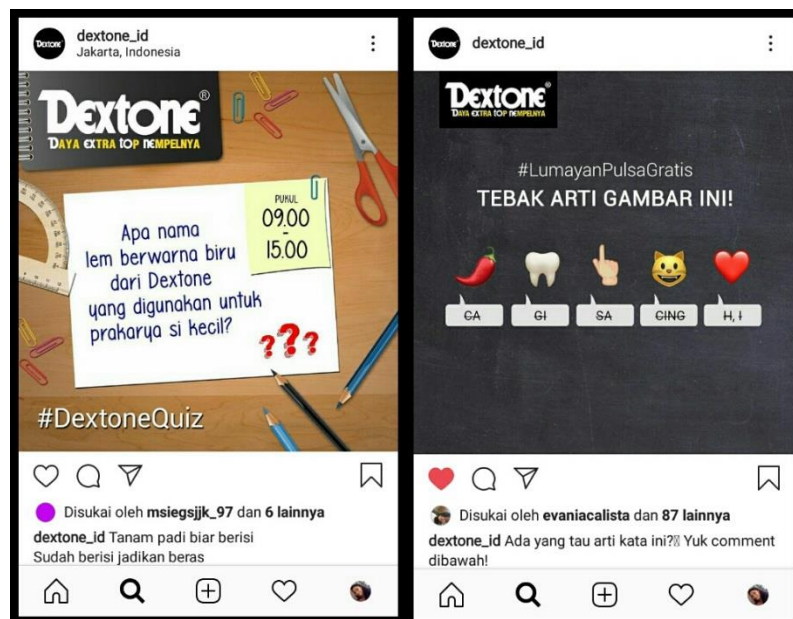 dextone_id
Jakarta, Indonesia
DEXTONE®
DAYA EXTRA TOP NEMPELNYA
PUKUL
09.00
-
15.00
Apa nama
lem berwarna biru
dari Dextone
yang digunakan untuk
prakarya si kecil?
???
#DextoneQuiz
Disukai oleh msiegsjjk_97 dan 6 lainnya
dextone_id Tanam padi biar berisi
Sudah berisi jadikan beras
dextone_id
DEXTONE®
DAYA EXTRA TOP NEMPELNYA
#LumayanPulsaGratis
TEBAK ARTI GAMBAR INI!
CA GI SA CING H, I
Disukai oleh evaniacalista dan 87 lainnya
dextone_id Ada yang tau arti kata ini? Yuk comment
dibawah!